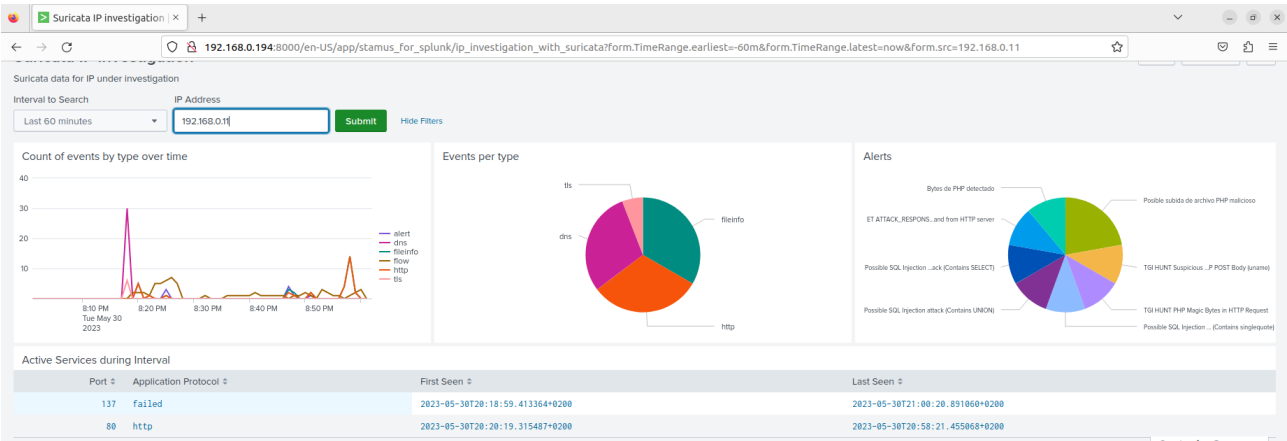 Suricata IP investigation
192.168.0.194:8000/en-US/app/stamus_for_splunk/ip_investigation_with_suricata?form.TimeRange.earliest=-60m&form.TimeRange.latest=now&form.src=192.168.0.11
Suricata IP Investigation
Suricata data for IP under investigation
Interval to Search IP Address
Last 60 minutes 192.168.0.11 Submit Hide Filters
Count of events by type over time
40
30
20
10
8:10 PM
Tue May 30
2023
8:20 PM
8:30 PM
8:40 PM
8:50 PM
alert
dns
fileinfo
flow
http
tls
Events per type
tls
fileinfo
dns
http
Alerts
Bytes de PHP detectado
Posible subida de archivo PHP malicioso
ET ATTACK_RESPONS...and from HTTP server
Possible SQL Injection ...ack (Contains SELECT)
TGI HUNT Suspicious ...P POST Body (uname)
Possible SQL Injection attack (Contains UNION)
TGI HUNT PHP Magic Bytes in HTTP Request
Possible SQL Injection ... (Contains singlequote)
Active Services during Interval
Port Application Protocol First Seen Last Seen
137 failed 2023-05-30T20:18:59.413364+0200 2023-05-30T21:00:20.891060+0200
80 http 2023-05-30T20:20:19.315487+0200 2023-05-30T20:58:21.455068+0200